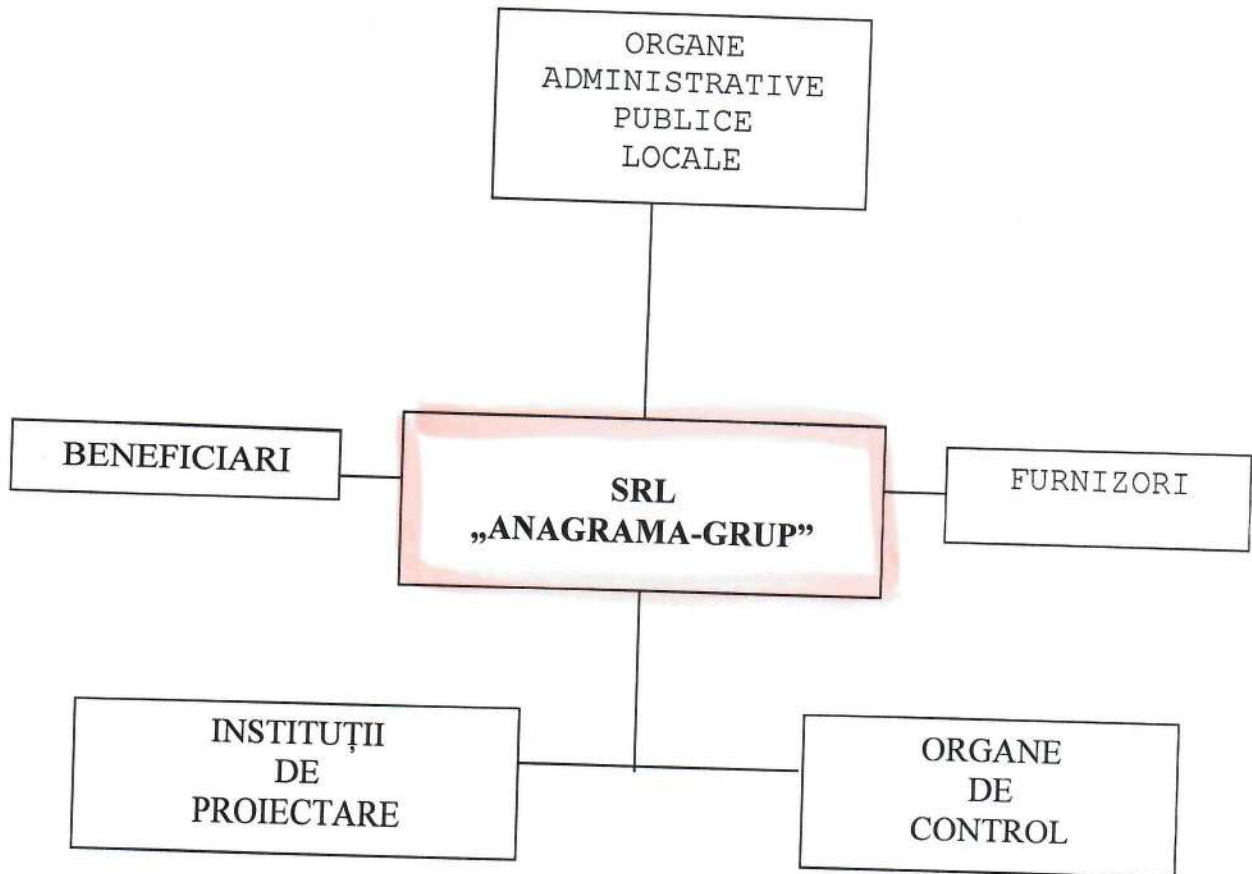 ORGANE
ADMINISTRATIVE
PUBLICE
LOCALE
BENEFICIARI
SRL
„ANAGRAMA-GRUP”
FURNIZORI
INSTITUȚII
DE
PROIECTARE
ORGANE
DE
CONTROL